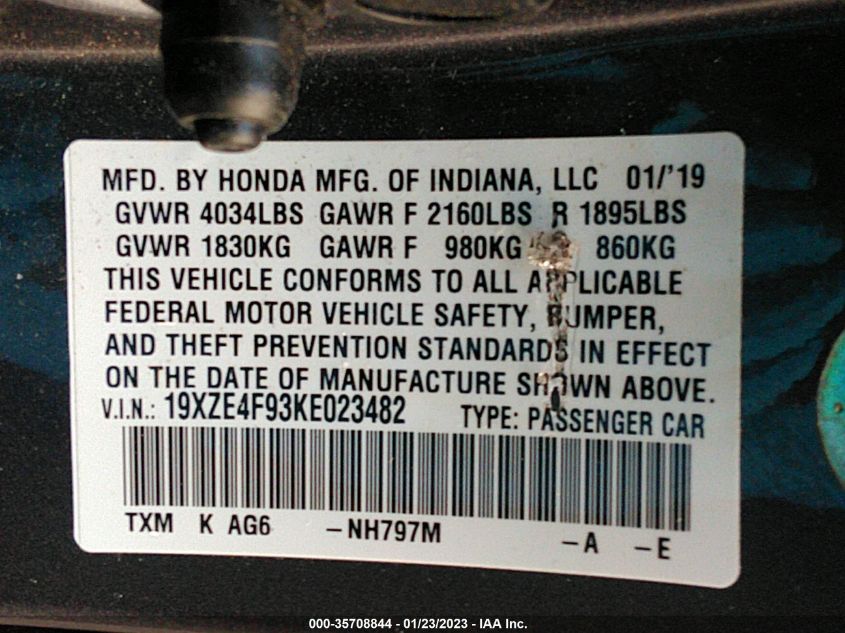 MFD. BY HONDA MFG. OF INDIANA, LLC 01/'19
GVWR 4034LBS GAWR F 2160LBS R 1895LBS
GVWR 1830KG GAWR F 980KG 860KG
THIS VEHICLE CONFORMS TO ALL APPLICABLE
FEDERAL MOTOR VEHICLE SAFETY, BUMPER,
AND THEFT PREVENTION STANDARDS IN EFFECT
ON THE DATE OF MANUFACTURE SHOWN ABOVE.
V.I.N.: 19XZE4F93KE023482 TYPE: PASSENGER CAR
TXM K AG6 -NH797M -A -E
000-35708844 - 01/23/2023 - IAA Inc.